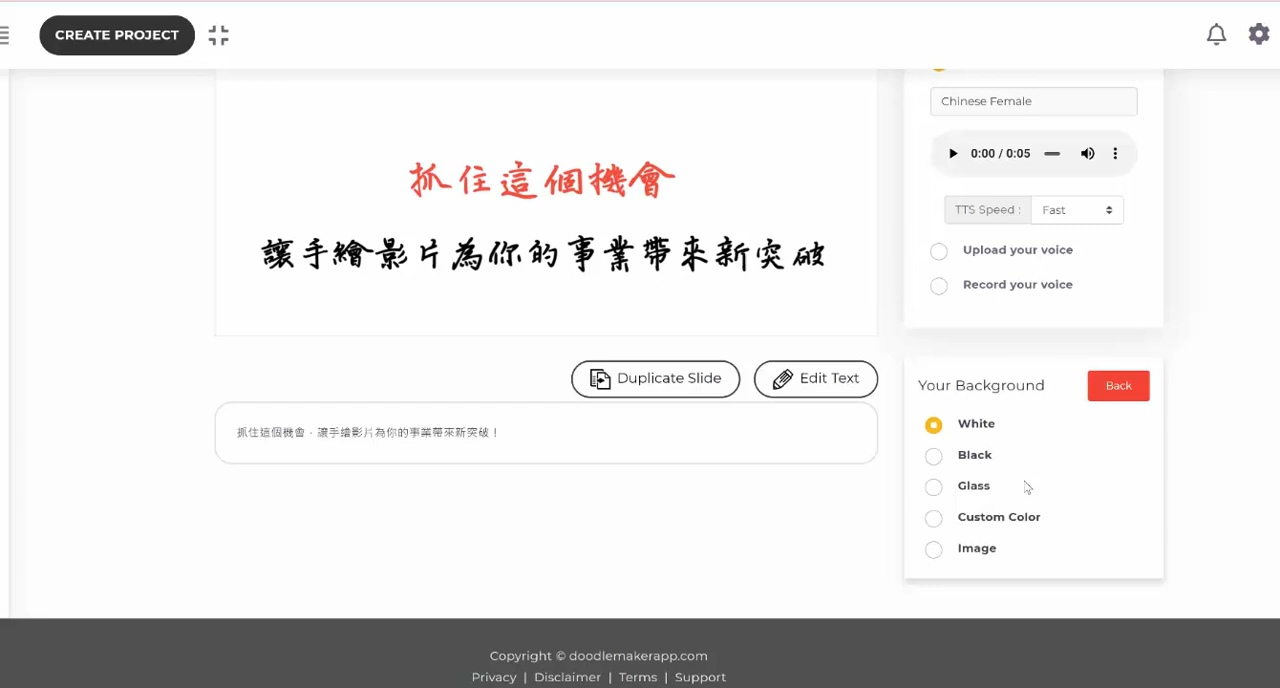 CREATE PROJECT
Chinese Female
抓住這個機會
0:00 / 0:05
TTS Speed : Fast
讓手繪影片為你的事業帶來新突破
Upload your voice
Record your voice
Duplicate Slide
Edit Text
Your Background
Back
抓住這個機會，讓手繪影片為你的事業帶來新突破！
White
Black
Glass
Custom Color
Image
Copyright © doodlemakerapp.com
Privacy | Disclaimer | Terms | Support